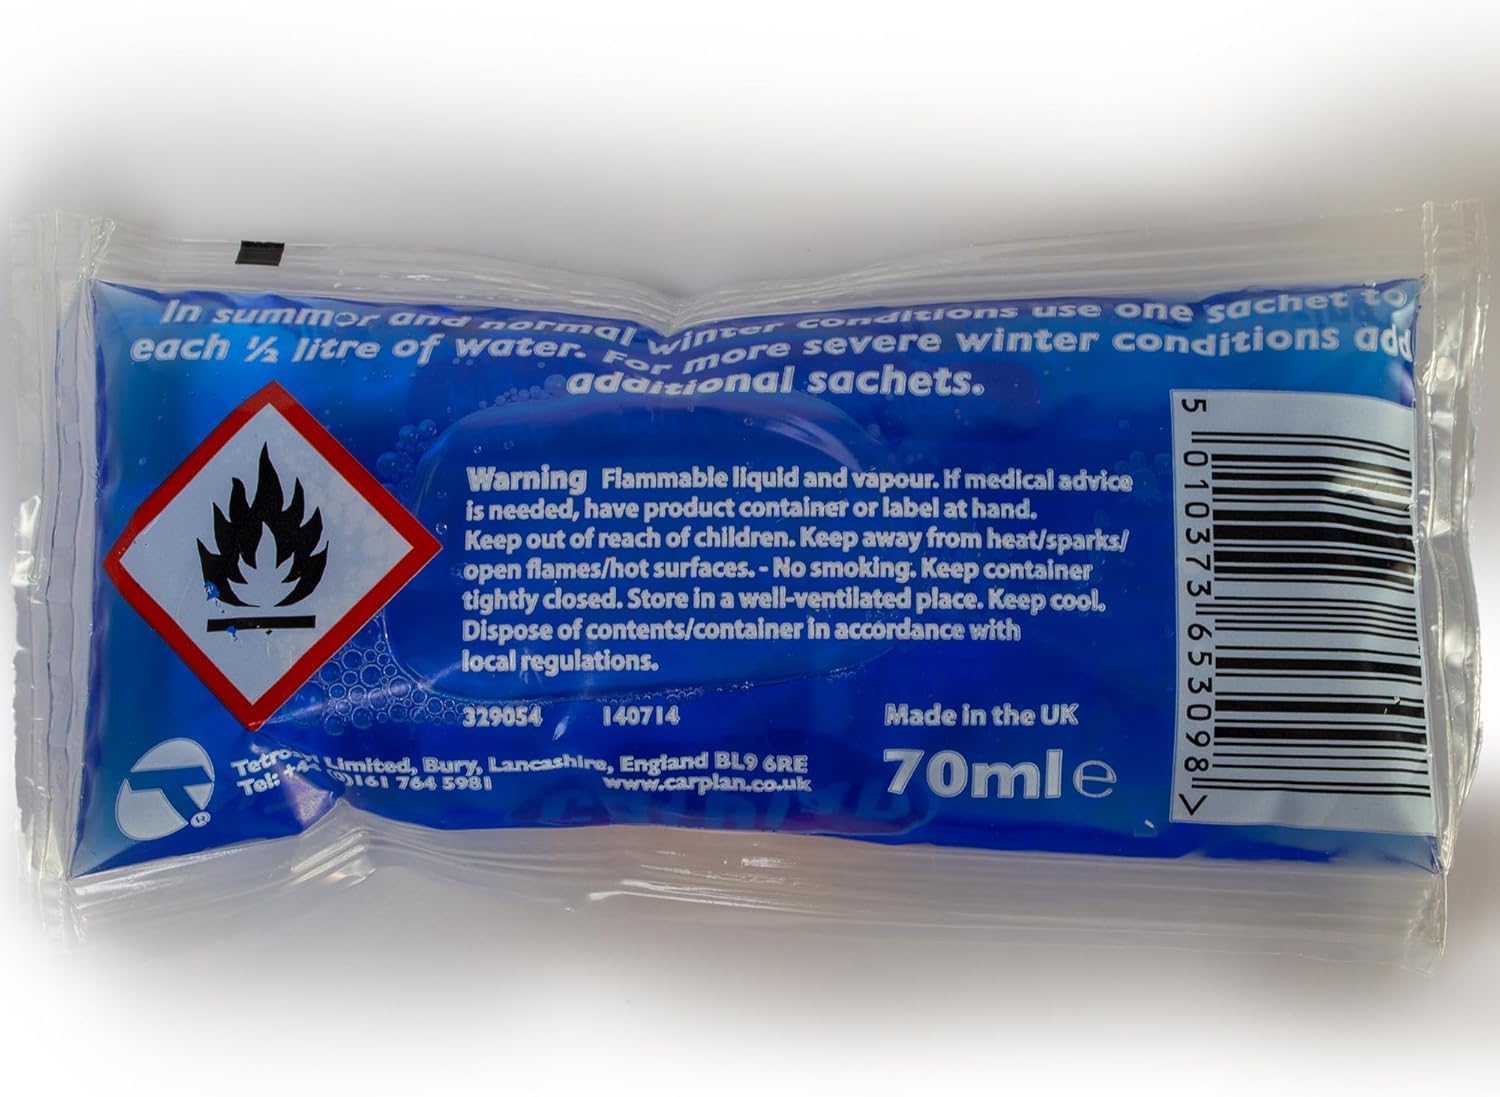 In summer and normal winter conditions use one sachet to
each ½ litre of water. For more severe winter conditions add
additional sachets.
Warning Flammable liquid and vapour. If medical advice
is needed, have product container or label at hand.
Keep out of reach of children. Keep away from heat/sparks/
open flames/hot surfaces. - No smoking. Keep container
tightly closed. Store in a well-ventilated place. Keep cool.
Dispose of contents/container in accordance with
local regulations.
329054 140714
Made in the UK
Limited, Bury, Lancashire, England BL9 6RE
Tel: (0)161 764 5981 www.carplan.co.uk
70ml e
®
5 010373 653098 >